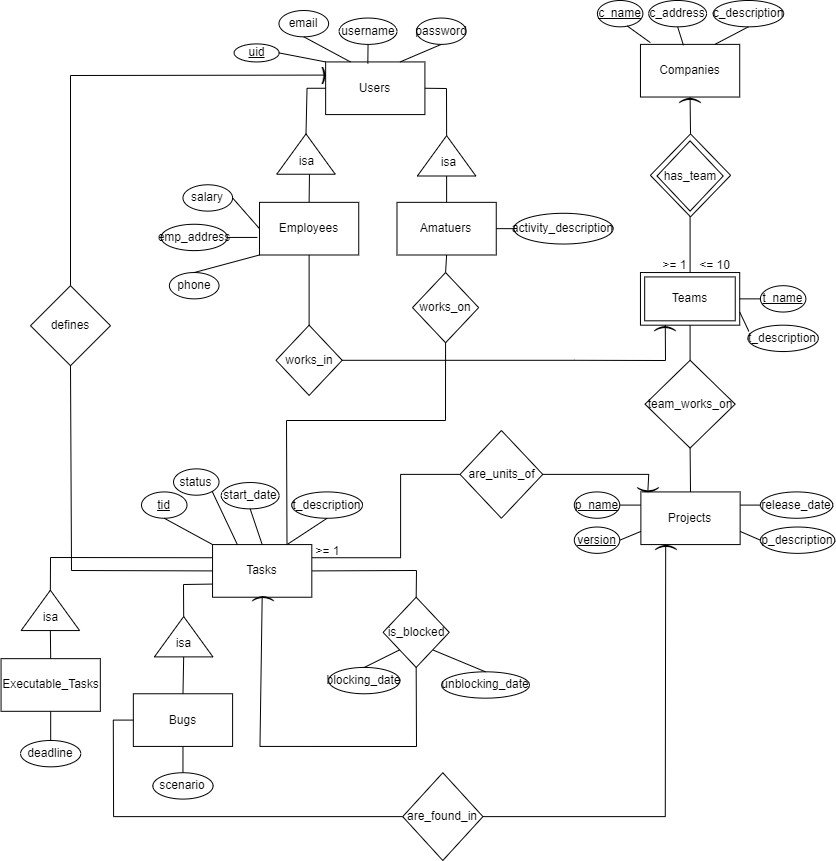 email
username
password
uid
Users
c_name
c_address
c_description
Companies
isa
isa
has_team
salary
emp_address
phone
Employees
Amatuers
activity_description
>= 1
<= 10
Teams
t_name
t_description
defines
works_on
works_in
team_works_on
tid
status
start_date
t_description
are_units_of
p_name
version
Projects
release_date
p_description
>= 1
Tasks
isa
isa
is_blocked
blocking_date
unblocking_date
Executable_Tasks
deadline
Bugs
scenario
are_found_in